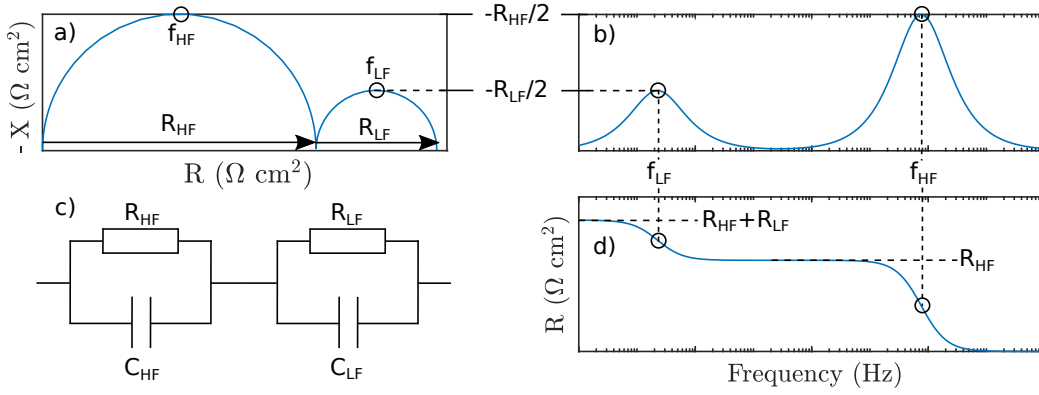 a)
f_HF
f_LF
R_HF
R_LF
- X (Ω cm²)
R (Ω cm²)
-R_HF/2
-R_LF/2
b)
f_LF
f_HF
c)
R_HF
R_LF
C_HF
C_LF
R_HF+R_LF
d)
R_HF
R (Ω cm²)
Frequency (Hz)